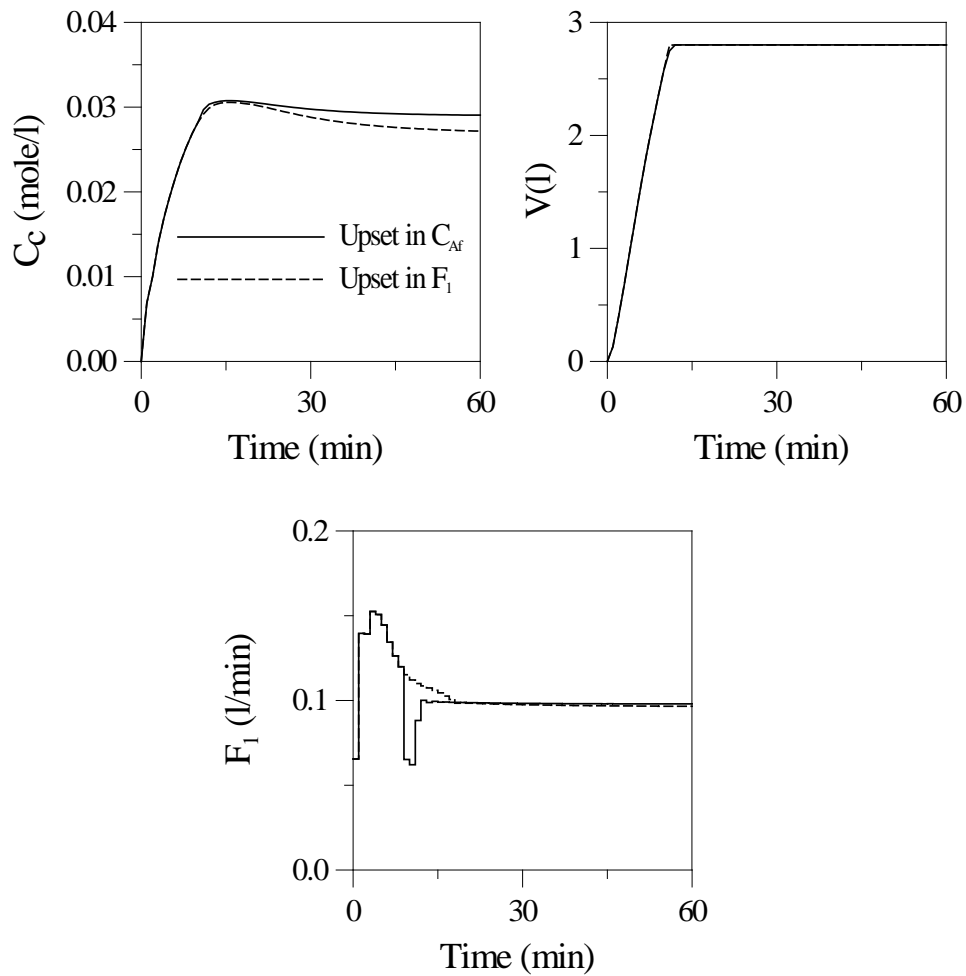 0.04
0.03
0.02
0.01
0.00
C_C (mole/l)
Upset in C_Af
Upset in F_1
0 30 60
Time (min)
3
2
1
0
V(l)
0 30 60
Time (min)
0.2
0.1
0.0
F_1 (l/min)
0 30 60
Time (min)